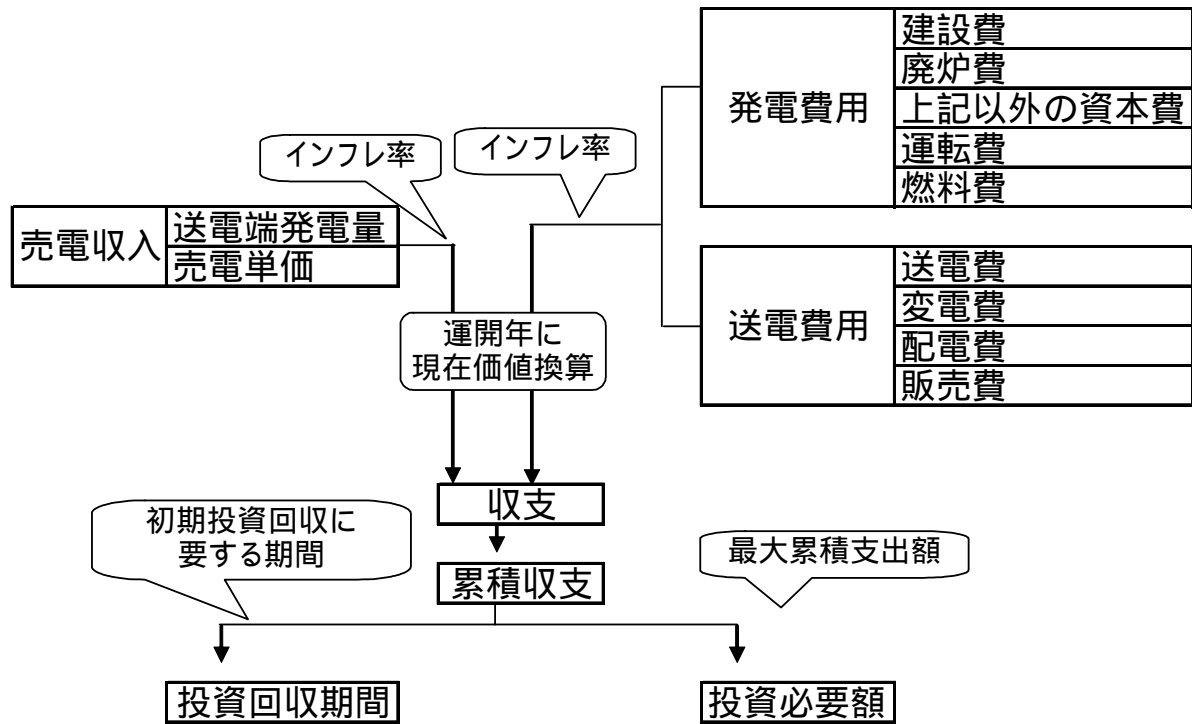 建設費
廃炉費
発電費用
上記以外の資本費
運転費
燃料費
インフレ率
インフレ率
売電収入
送電端発電量
売電単価
送電費用
送電費
変電費
配電費
販売費
運開年に
現在価値換算
収支
初期投資回収に
要する期間
最大累積支出額
累積収支
投資回収期間
投資必要額